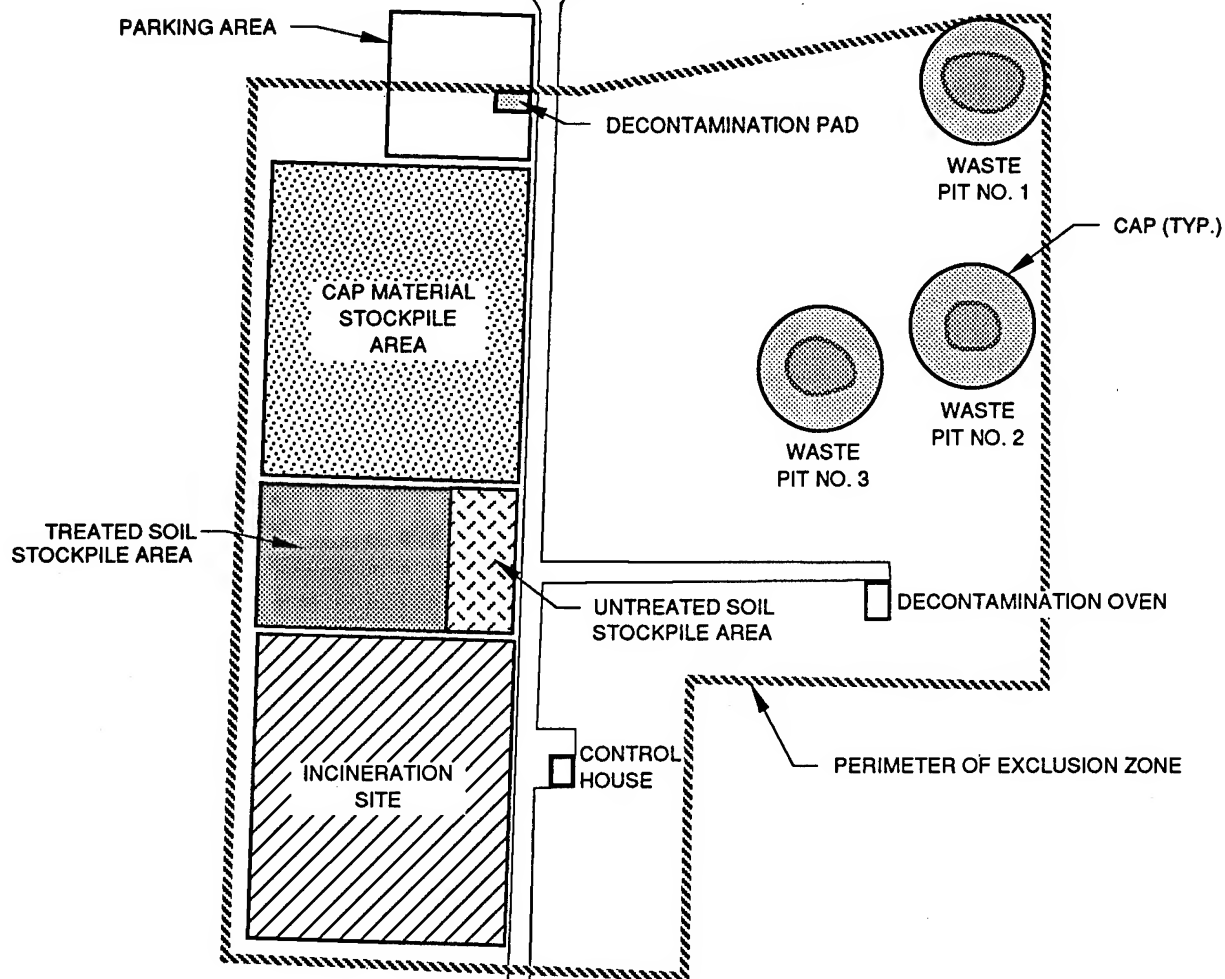 PARKING AREA
DECONTAMINATION PAD
WASTE
PIT NO. 1
CAP (TYP.)
CAP MATERIAL
STOCKPILE
AREA
WASTE
PIT NO. 2
WASTE
PIT NO. 3
TREATED SOIL
STOCKPILE AREA
UNTREATED SOIL
STOCKPILE AREA
DECONTAMINATION OVEN
CONTROL
HOUSE
PERIMETER OF EXCLUSION ZONE
INCINERATION
SITE